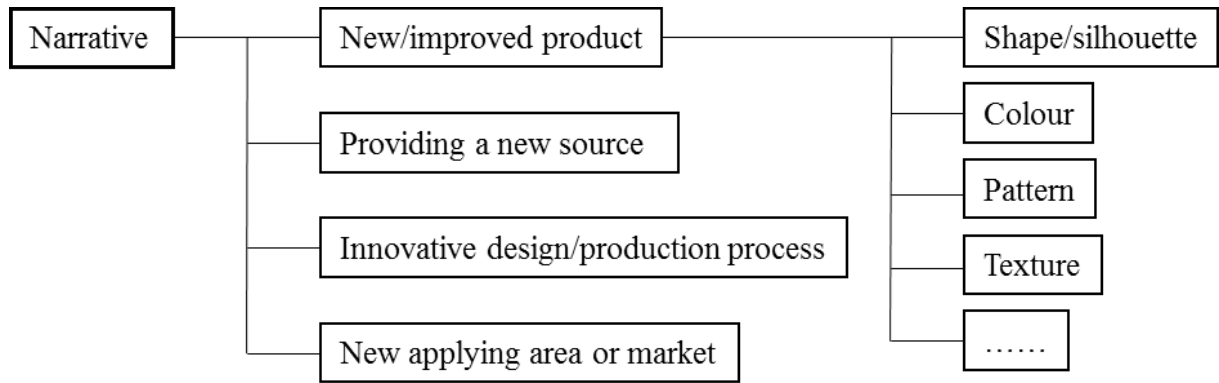 Narrative
New/improved product
Shape/silhouette
Colour
Providing a new source
Pattern
Innovative design/production process
Texture
New applying area or market
……